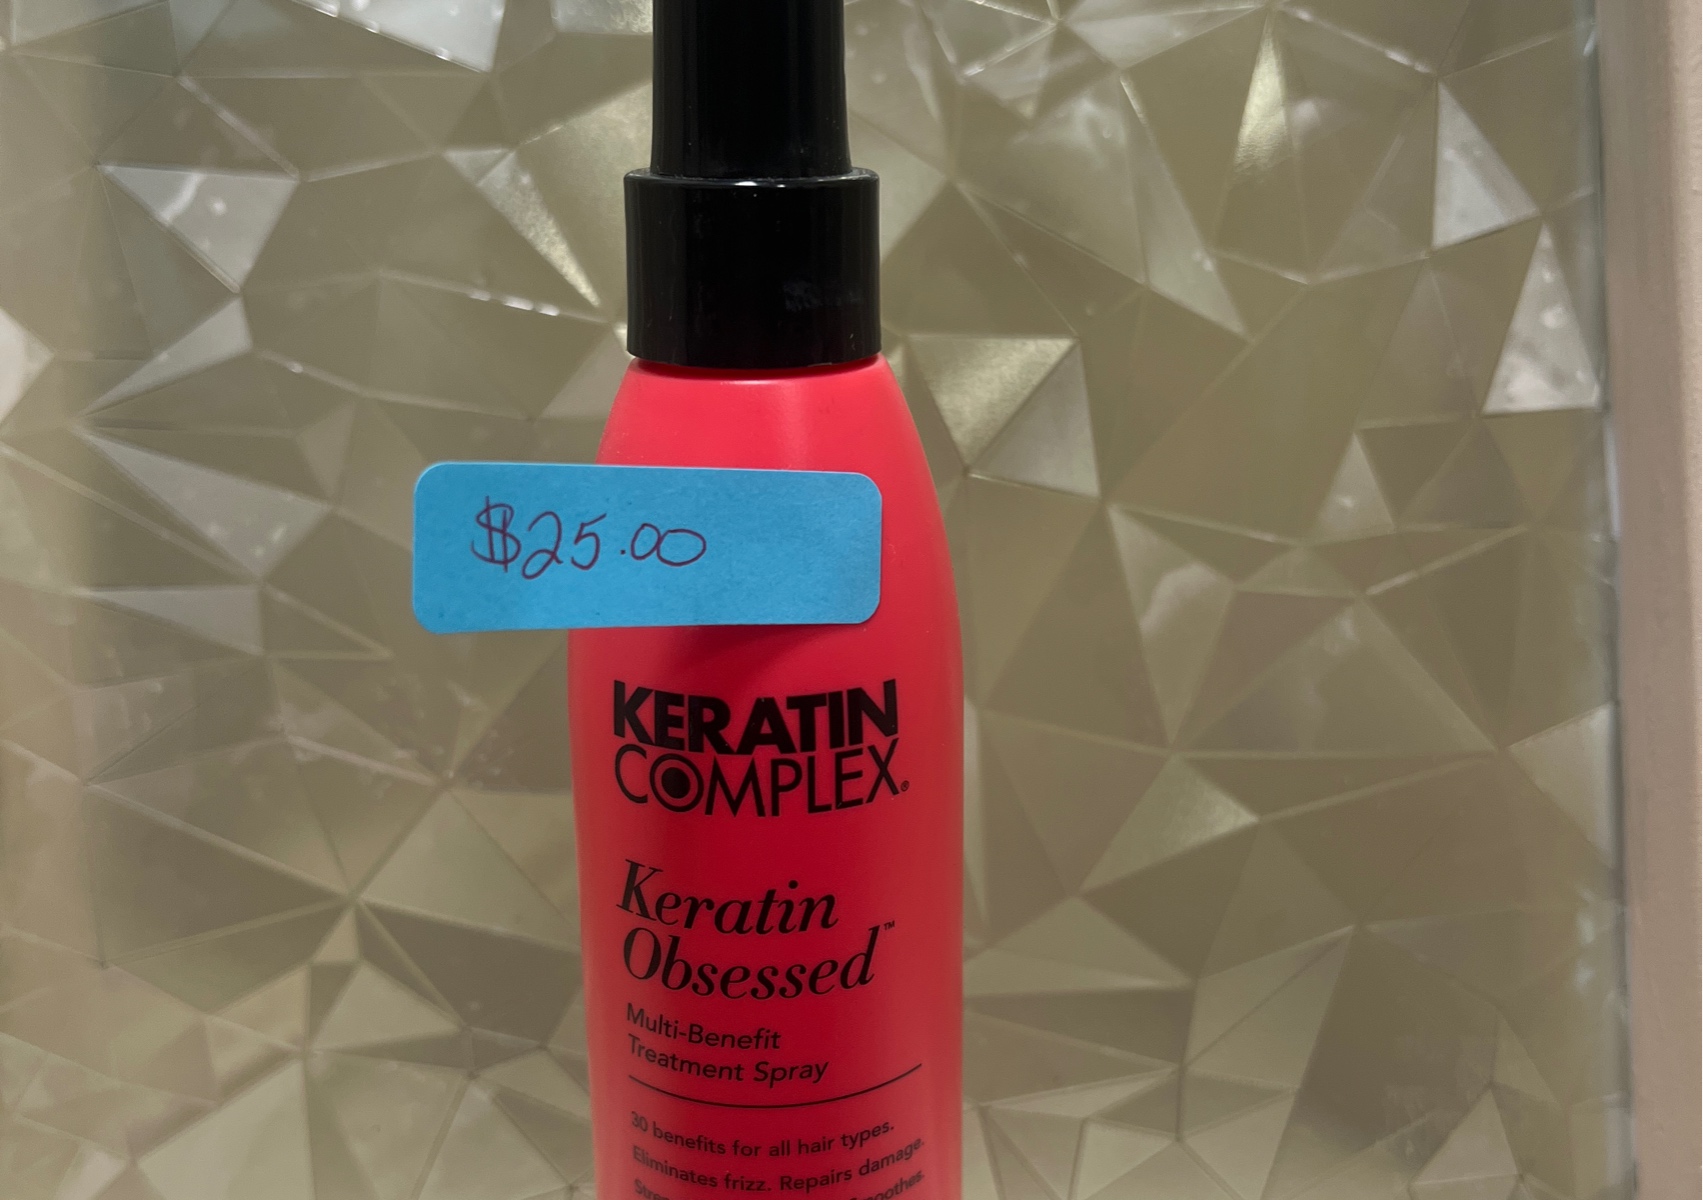 $25.00
KERATIN
COMPLEX®
Keratin
Obsessed™
Multi-Benefit
Treatment Spray
30 benefits for all hair types.
Eliminates frizz. Repairs damage.